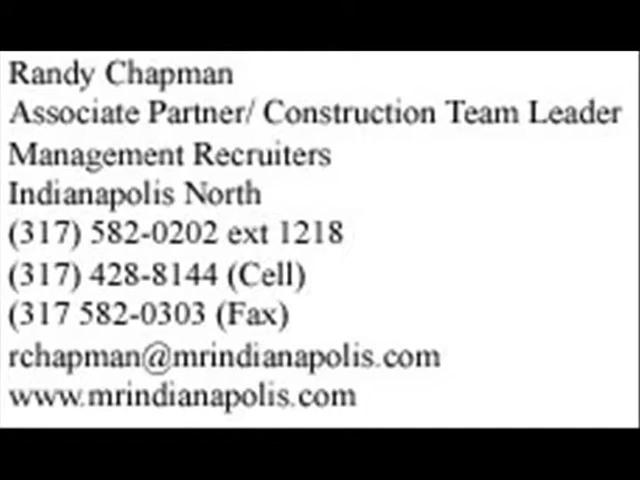 Randy Chapman
Associate Partner/ Construction Team Leader
Management Recruiters
Indianapolis North
(317) 582-0202 ext 1218
(317) 428-8144 (Cell)
(317 582-0303 (Fax)
rchapman@mrindianapolis.com
www.mrindianapolis.com